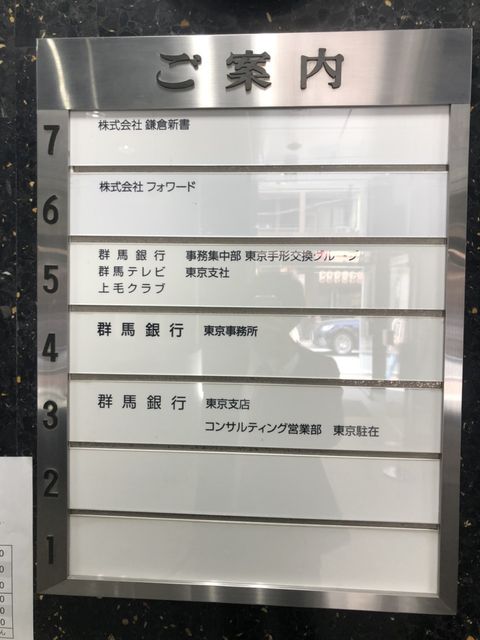 ご案内
7 株式会社 鎌倉新書
6 株式会社 フォワード
5 群馬銀行 事務集中部 東京手形交換グループ
群馬テレビ 東京支社
上毛クラブ
4 群馬銀行 東京事務所
3 群馬銀行 東京支店
コンサルティング営業部 東京駐在
2
1